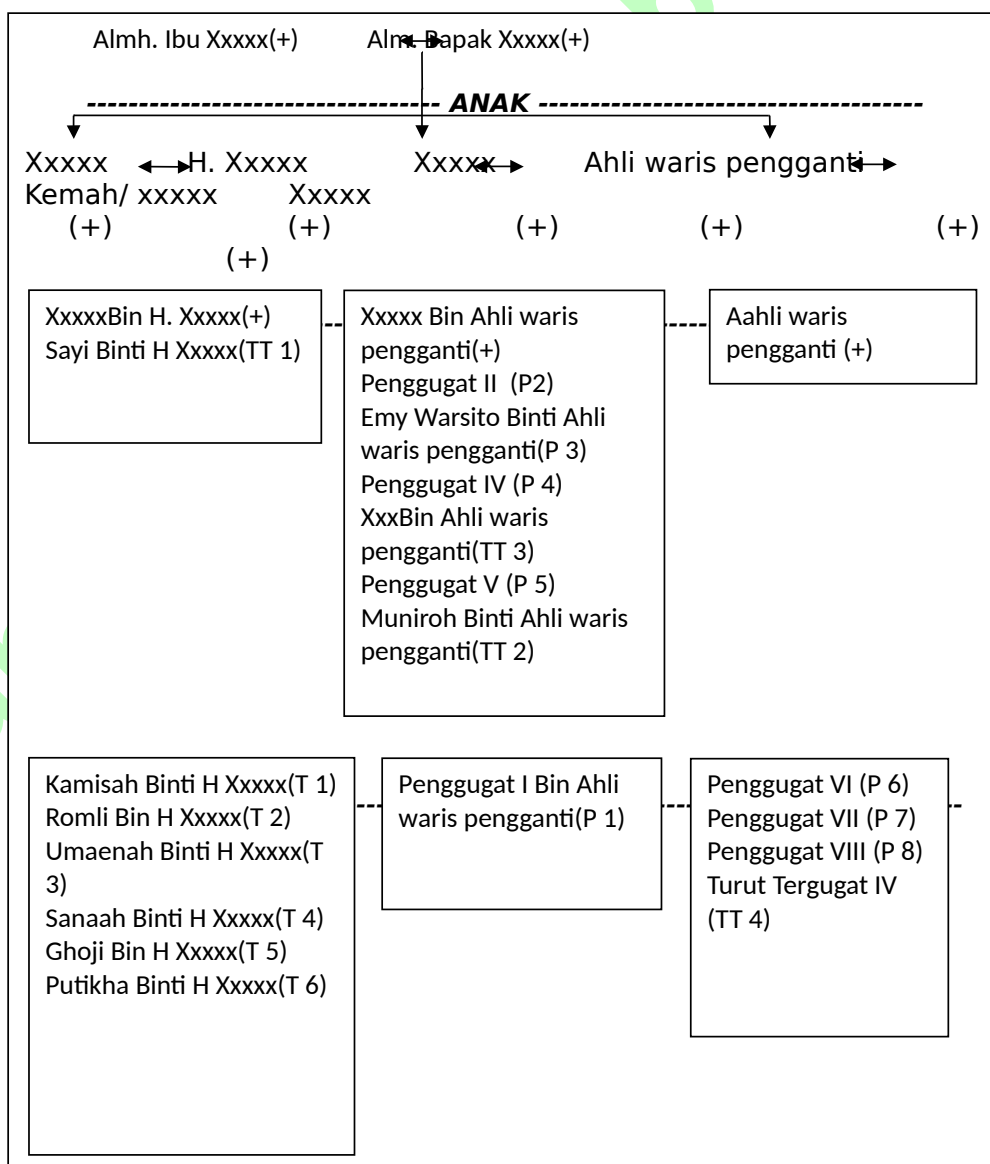 Almh. Ibu Xxxxx(+) Alm. Bapak Xxxxx(+)
--------------------------------- ANAK ------------------------------------
Xxxxx H. Xxxxx Xxxxx Ahli waris pengganti
Kemah/ xxxxx Xxxxx
(+) (+) (+) (+) (+)
(+)
XxxxxBin H. Xxxxx(+)
Sayi Binti H Xxxxx(TT 1)
Xxxxx Bin Ahli waris
pengganti(+)
Penggugat II (P2)
Emy Warsito Binti Ahli
waris pengganti(P 3)
Penggugat IV (P 4)
XxxBin Ahli waris
pengganti(TT 3)
Penggugat V (P 5)
Muniroh Binti Ahli waris
pengganti(TT 2)
Aahli waris
pengganti (+)
Kamisah Binti H Xxxxx(T 1)
Romli Bin H Xxxxx(T 2)
Umaenah Binti H Xxxxx(T
3)
Sanaah Binti H Xxxxx(T 4)
Ghoji Bin H Xxxxx(T 5)
Putikha Binti H Xxxxx(T 6)
Penggugat I Bin Ahli
waris pengganti(P 1)
Penggugat VI (P 6)
Penggugat VII (P 7)
Penggugat VIII (P 8)
Turut Tergugat IV
(TT 4)